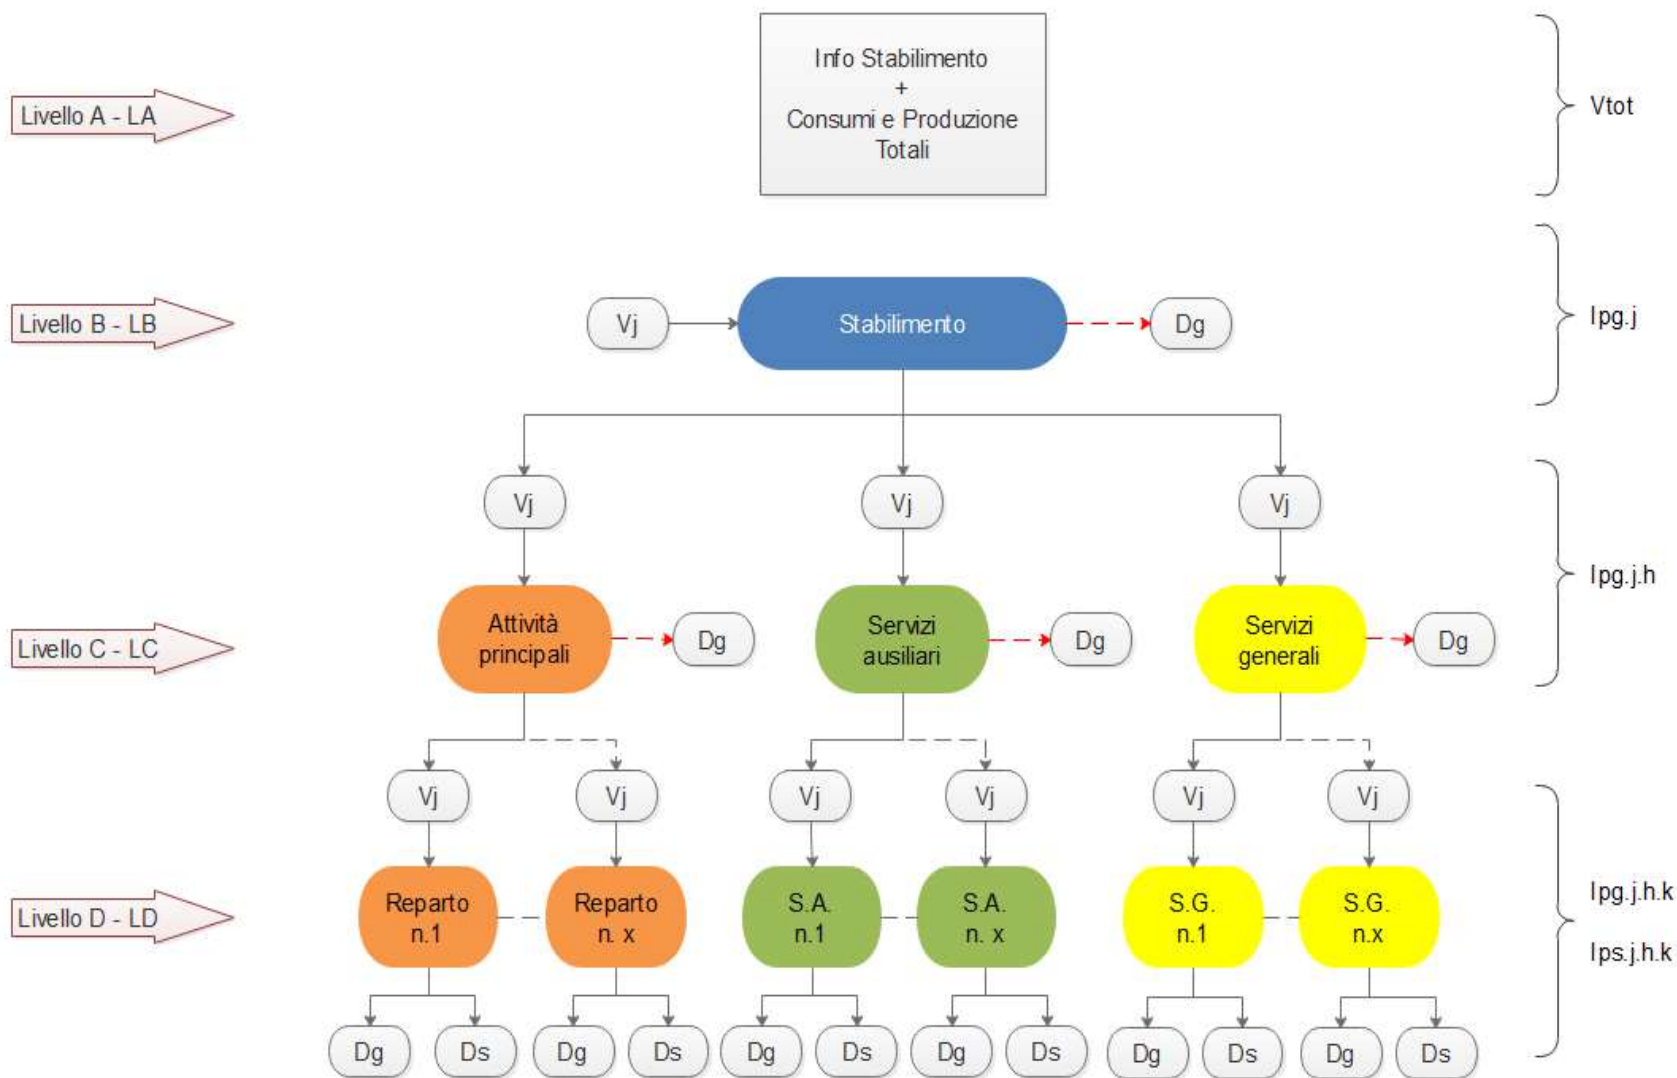 Info Stabilimento
+
Consumi e Produzione
Totali
Livello A - LA
Vtot
Livello B - LB
Vj
Stabilimento
Dg
Ipg.j
Vj
Vj
Vj
Ipg.j.h
Livello C - LC
Attività
principali
Dg
Servizi
ausiliari
Dg
Servizi
generali
Dg
Vj
Vj
Vj
Vj
Vj
Vj
Livello D - LD
Reparto
n.1
Reparto
n. x
S.A.
n.1
S.A.
n. x
S.G.
n.1
S.G.
n.x
Ipg.j.h.k
Ips.j.h.k
Dg
Ds
Dg
Ds
Dg
Ds
Dg
Ds
Dg
Ds
Dg
Ds